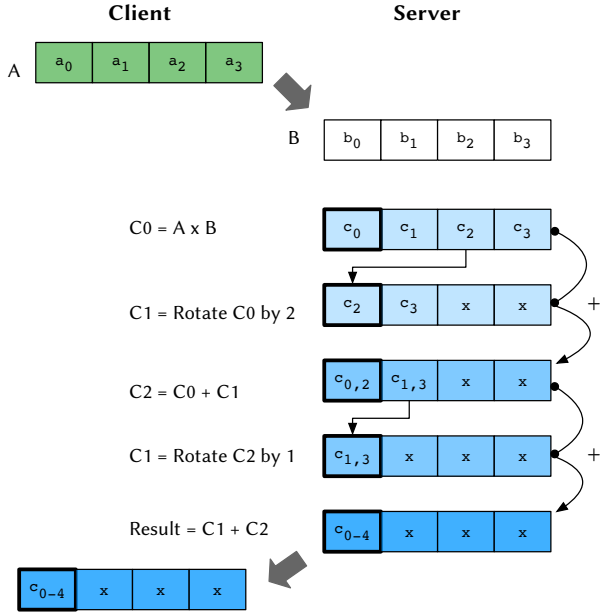 Client Server
A a0 a1 a2 a3
B b0 b1 b2 b3
C0 = A x B c0 c1 c2 c3
C1 = Rotate C0 by 2 c2 c3 x x +
C2 = C0 + C1 c0,2 c1,3 x x
C1 = Rotate C2 by 1 c1,3 x x x +
Result = C1 + C2 c0-4 x x x
c0-4 x x x